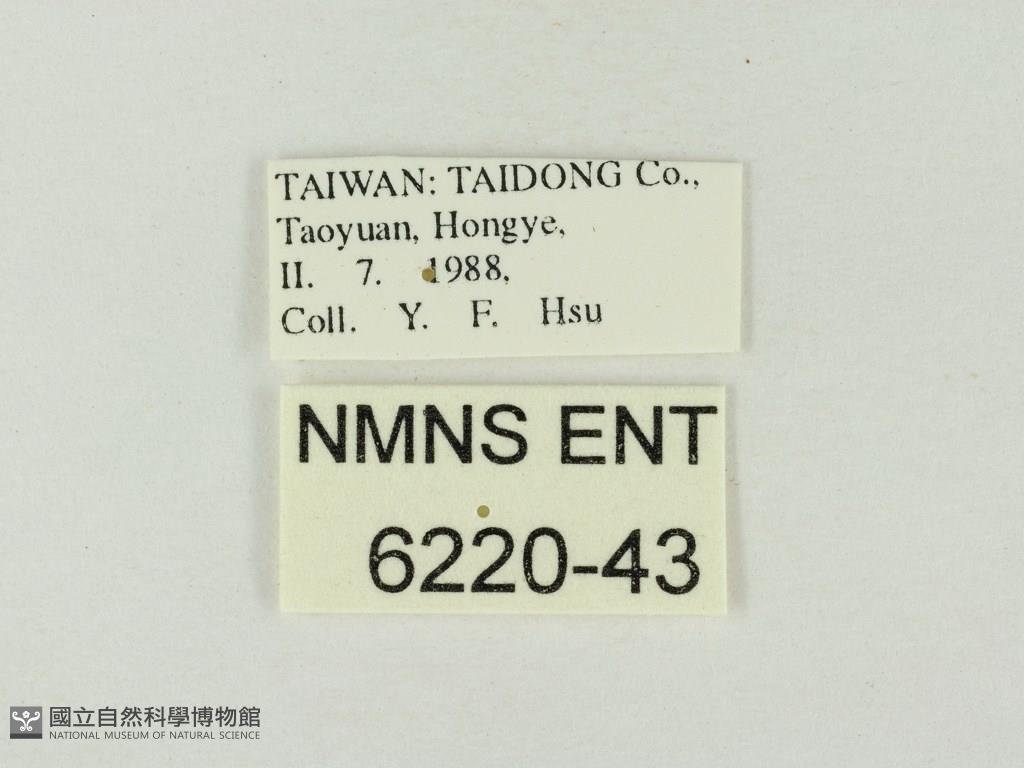 TAIWAN: TAIDONG Co.,
Taoyuan, Hongye,
II. 7. 1988,
Coll. Y. F. Hsu
NMNS ENT
6220-43
國立自然科學博物館
NATIONAL MUSEUM OF NATURAL SCIENCE